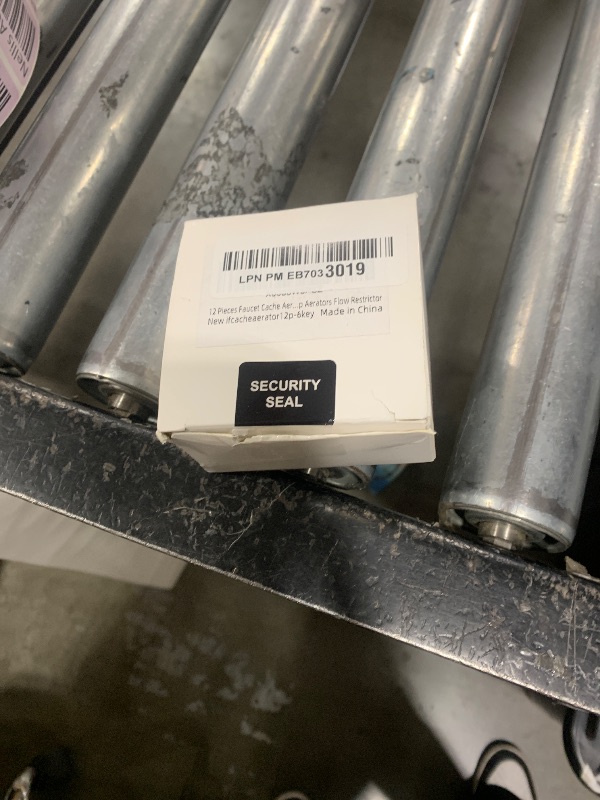 LPN PM EB7033019
12 Pieces Faucet Cache Aer...p Aerators Flow Restrictor
New ifcacheaerator12p-6key Made in China
SECURITY
SEAL
Nellis A